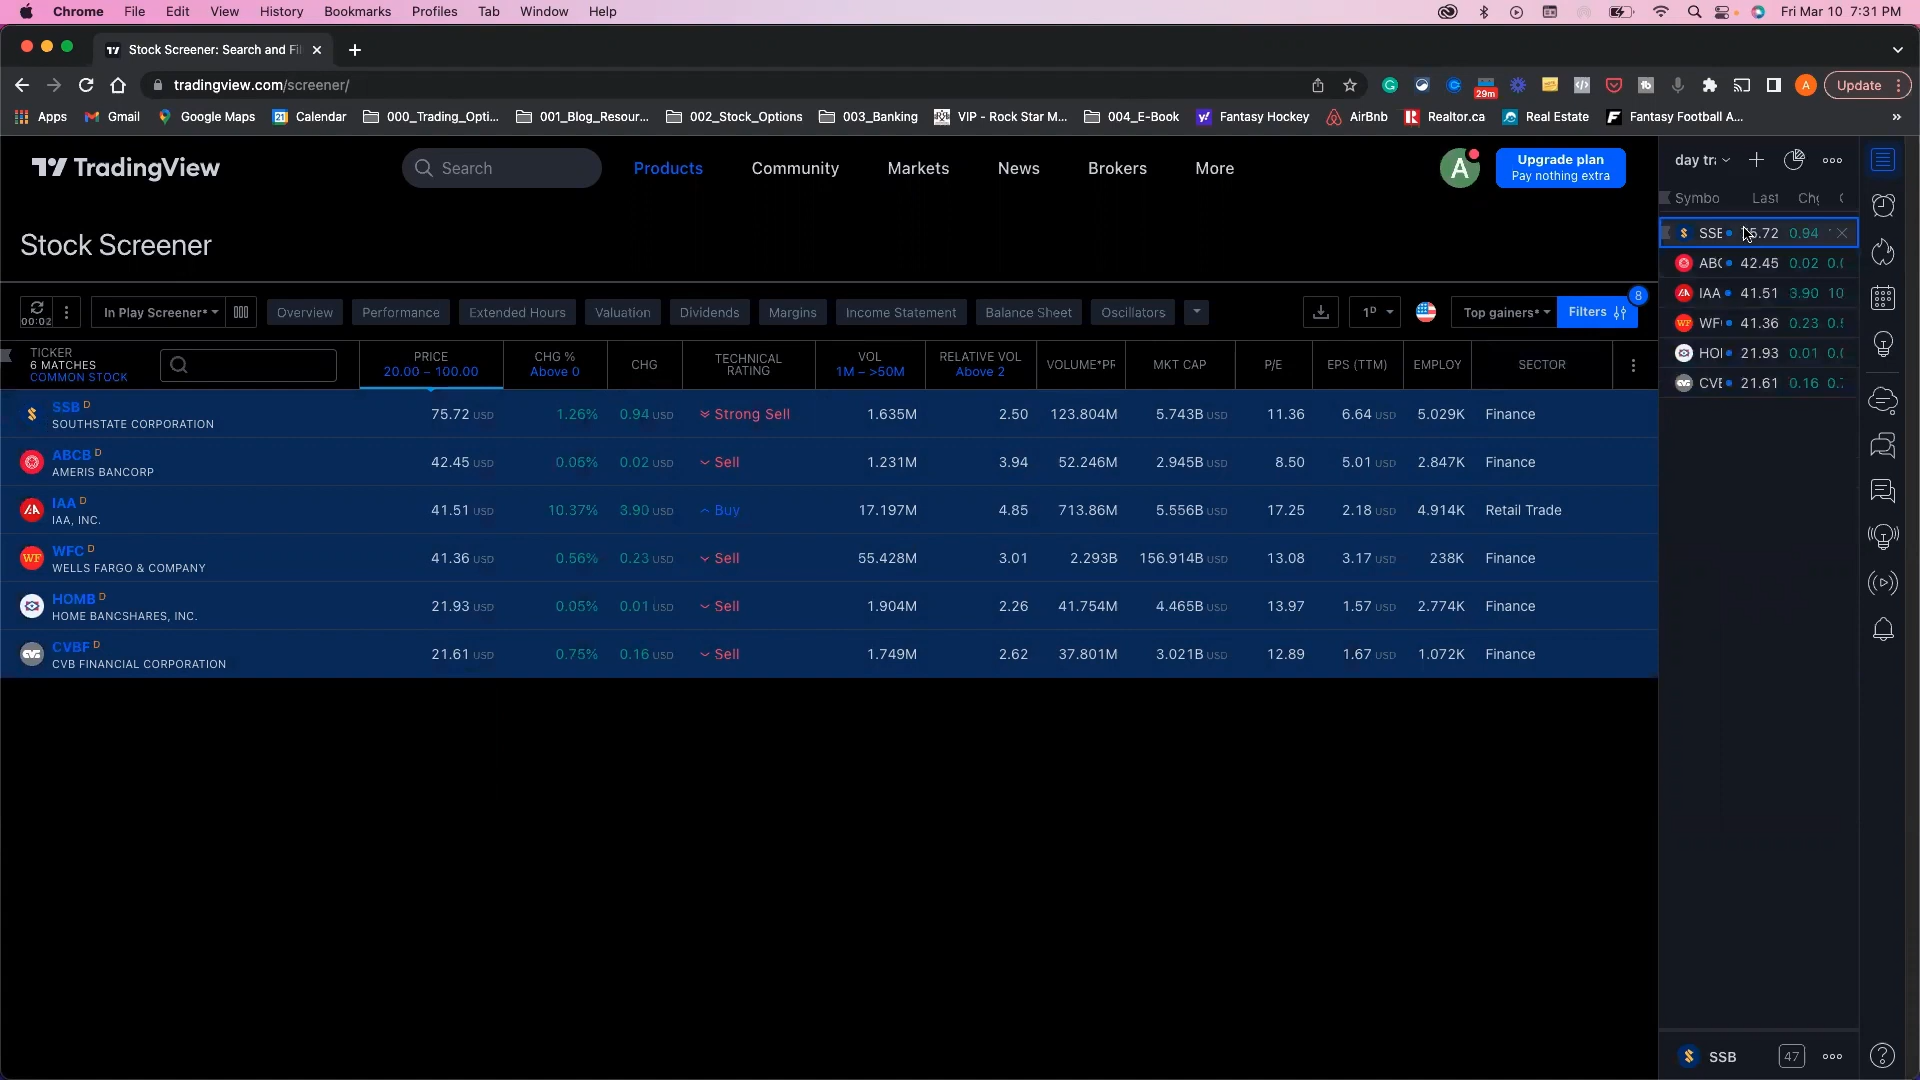 Chrome File Edit View History Bookmarks Profiles Tab Window Help Fri Mar 10 7:31 PM
Stock Screener: Search and Fil
tradingview.com/screener/ 29m A Update
Apps Gmail Google Maps Calendar 000_Trading_Opti... 001_Blog_Resour... 002_Stock_Options 003_Banking VIP - Rock Star M... 004_E-Book Fantasy Hockey AirBnb Realtor.ca Real Estate Fantasy Football A...
TradingView Search Products Community Markets News Brokers More A Upgrade plan
Pay nothing extra
day tra
Symbo Last Chg
Stock Screener
00:02 In Play Screener* Overview Performance Extended Hours Valuation Dividends Margins Income Statement Balance Sheet Oscillators 1D Top gainers* Filters 8
TICKER PRICE CHG % CHG TECHNICAL RATING VOL RELATIVE VOL VOLUME*PR MKT CAP P/E EPS (TTM) EMPLOY SECTOR
6 MATCHES
COMMON STOCK 20.00 – 100.00 Above 0 1M – >50M Above 2
SSB D 75.72 USD 1.26% 0.94 USD Strong Sell 1.635M 2.50 123.804M 5.743B USD 11.36 6.64 USD 5.029K Finance
SOUTHSTATE CORPORATION
ABCB D 42.45 USD 0.05% 0.02 USD Sell 1.231M 3.94 52.246M 2.945B USD 8.50 5.01 USD 2.847K Finance
AMERIS BANCORP
IAA D 41.51 USD 10.37% 3.90 USD Buy 17.197M 4.85 713.86M 5.556B USD 17.25 2.18 USD 4.914K Retail Trade
IAA, INC.
WFC D 41.36 USD 0.56% 0.23 USD Sell 55.428M 3.01 2.293B 156.914B USD 13.08 3.17 USD 238K Finance
WELLS FARGO & COMPANY
HOMB D 21.93 USD 0.05% 0.01 USD Sell 1.904M 2.26 41.754M 4.465B USD 13.97 1.57 USD 2.774K Finance
HOME BANCSHARES, INC.
CVBF D 21.61 USD 0.75% 0.16 USD Sell 1.749M 2.62 37.801M 3.021B USD 12.89 1.67 USD 1.072K Finance
CVB FINANCIAL CORPORATION
SSB 5.72 0.94
ABC 42.45 0.02 0.0
IAA 41.51 3.90 10
WF 41.36 0.23 0.5
HOI 21.93 0.01 0.0
CVE 21.61 0.16 0.7
SSB 47